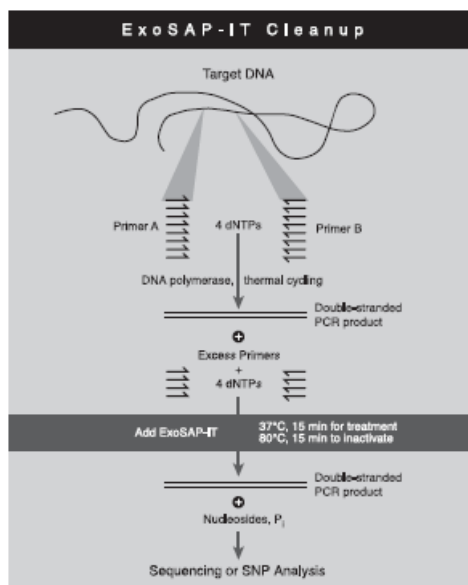 ExoSAP-IT Cleanup
Target DNA
Primer A
4 dNTPs
Primer B
DNA polymerase, thermal cycling
Double-stranded
PCR product
+
Excess Primers
+
4 dNTPs
Add ExoSAP-IT
37°C, 15 min for treatment
80°C, 15 min to inactivate
Double-stranded
PCR product
+
Nucleosides, Pi
Sequencing or SNP Analysis